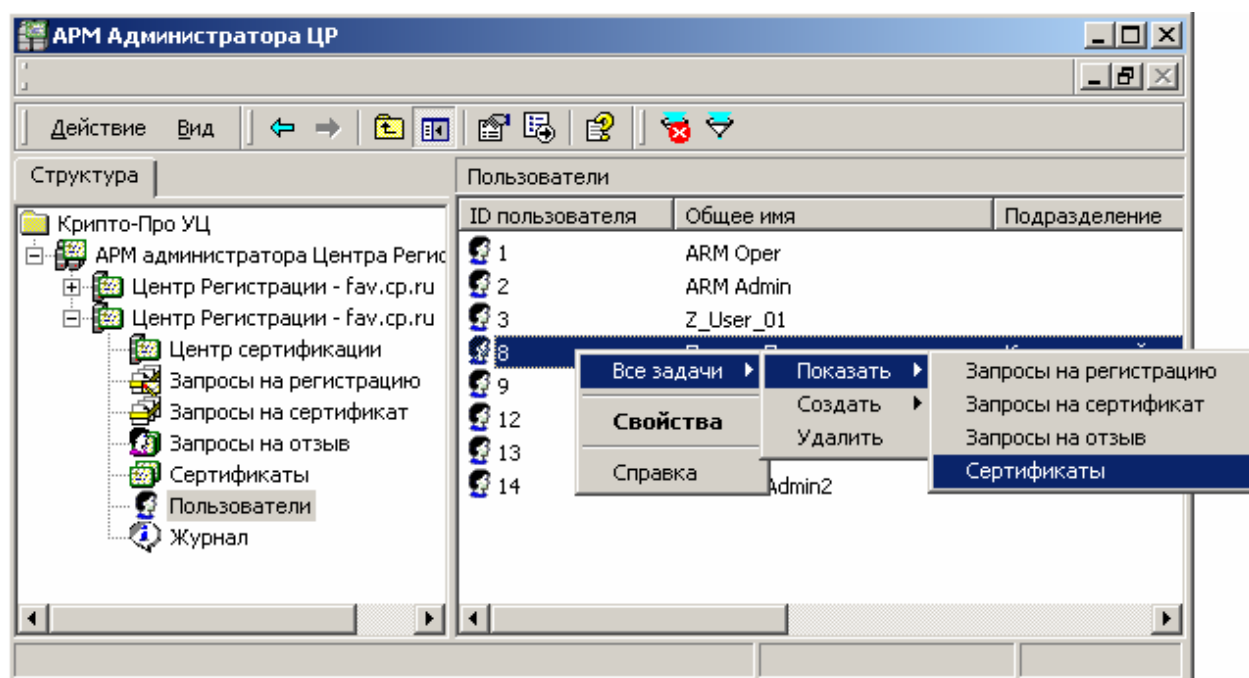 АРМ Администратора ЦР
Действие Вид
Структура
Пользователи
Крипто-Про УЦ
АРМ администратора Центра Регис
Центр Регистрации - fav.cp.ru
Центр Регистрации - fav.cp.ru
Центр сертификации
Запросы на регистрацию
Запросы на сертификат
Запросы на отзыв
Сертификаты
Пользователи
Журнал
ID пользователя Общее имя Подразделение
1 ARM Oper
2 ARM Admin
3 Z_User_01
8
9
12
13
14 Admin2
Все задачи
Свойства
Справка
Показать
Создать
Удалить
Запросы на регистрацию
Запросы на сертификат
Запросы на отзыв
Сертификаты